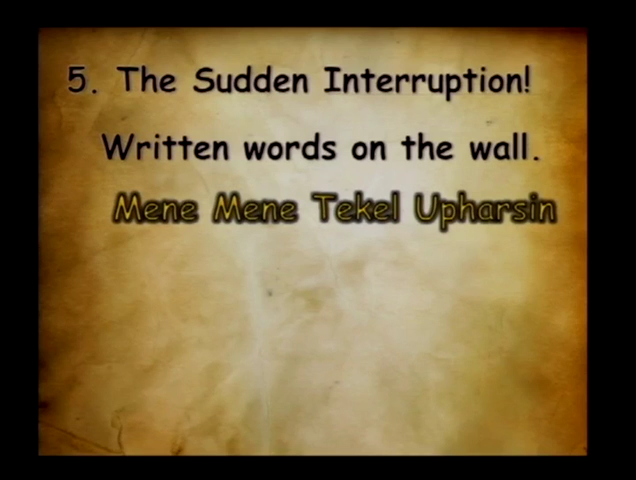 5. The Sudden Interruption!
Written words on the wall.
Mene Mene Tekel Upharsin